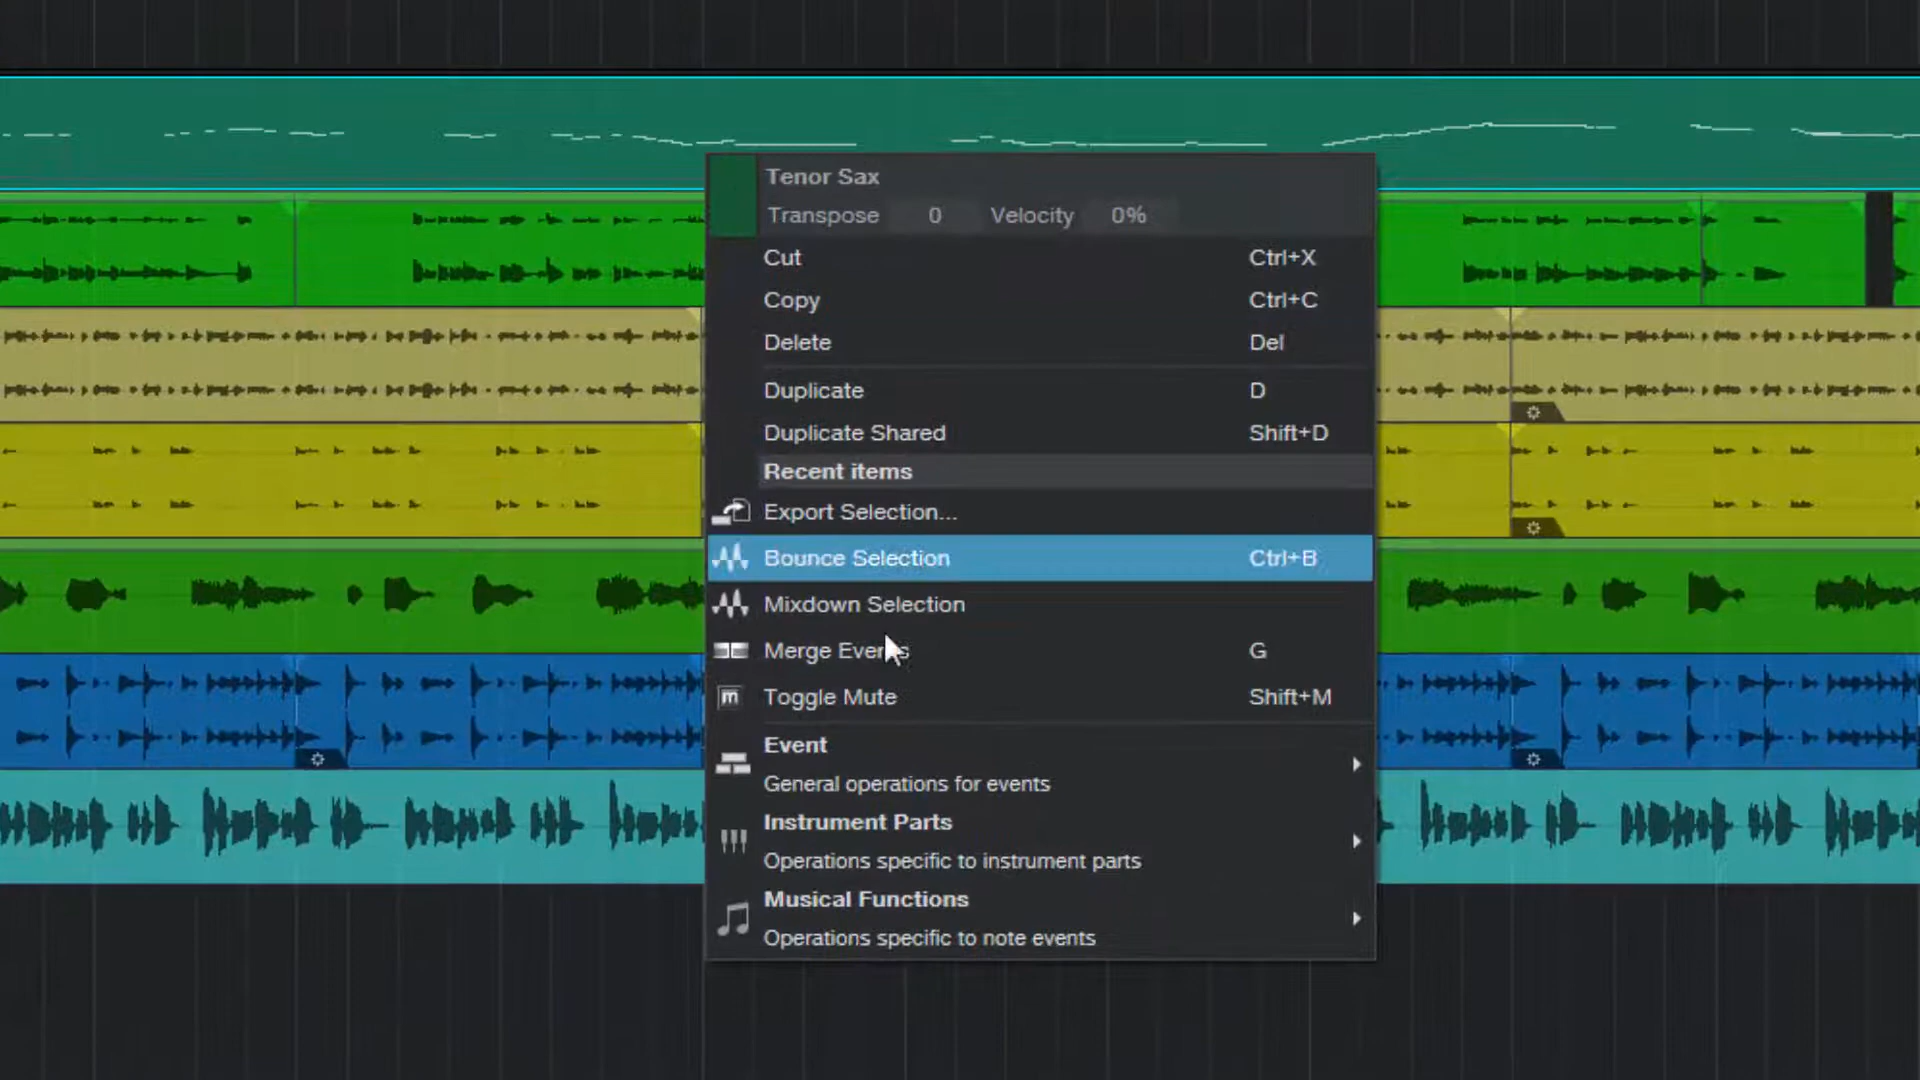 Tenor Sax
Transpose 0 Velocity 0%
Cut Ctrl+X
Copy Ctrl+C
Delete Del
Duplicate D
Duplicate Shared Shift+D
Recent items
Export Selection...
Bounce Selection Ctrl+B
Mixdown Selection
Merge Events G
m Toggle Mute Shift+M
Event
General operations for events
Instrument Parts
Operations specific to instrument parts
Musical Functions
Operations specific to note events